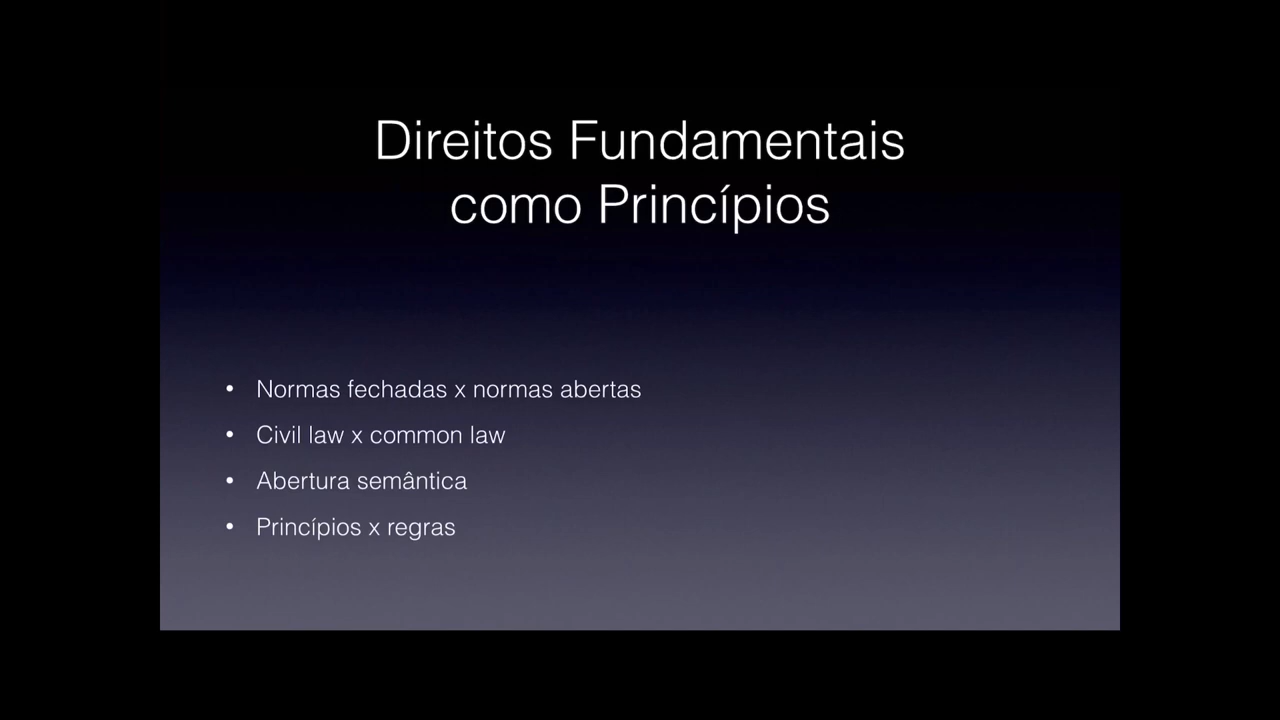 Direitos Fundamentais
como Princípios
• Normas fechadas x normas abertas
• Civil law x common law
• Abertura semântica
• Princípios x regras